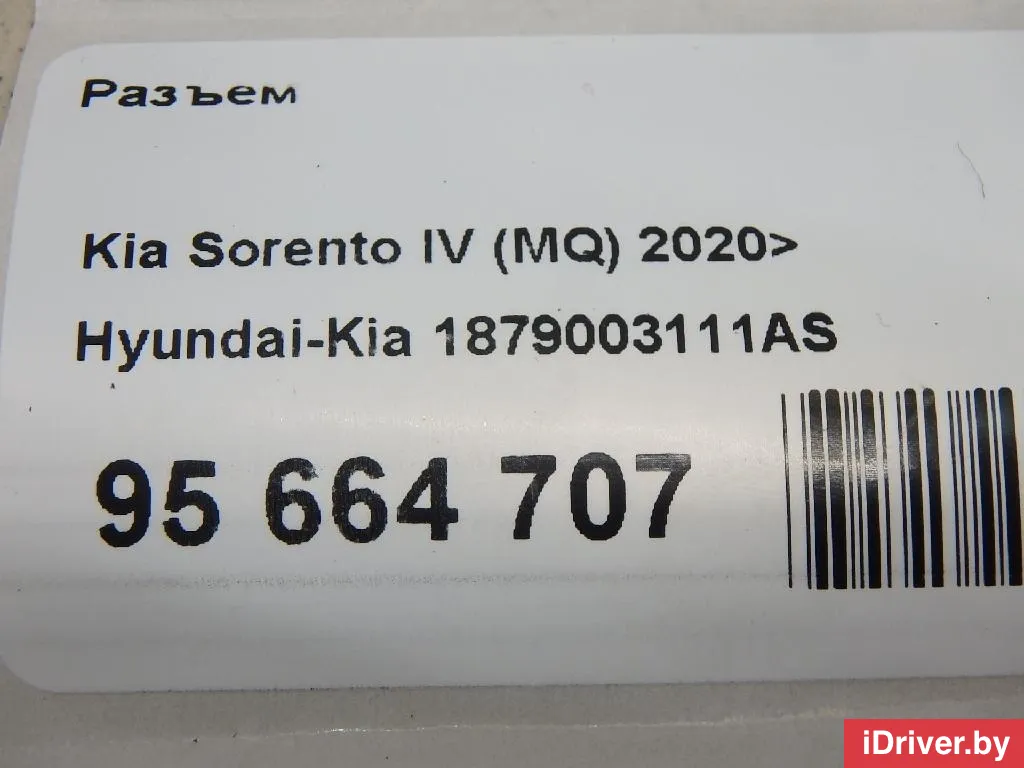 Разъем
Kia Sorento IV (MQ) 2020>
Hyundai-Kia 1879003111AS
95 664 707
iDriver.by